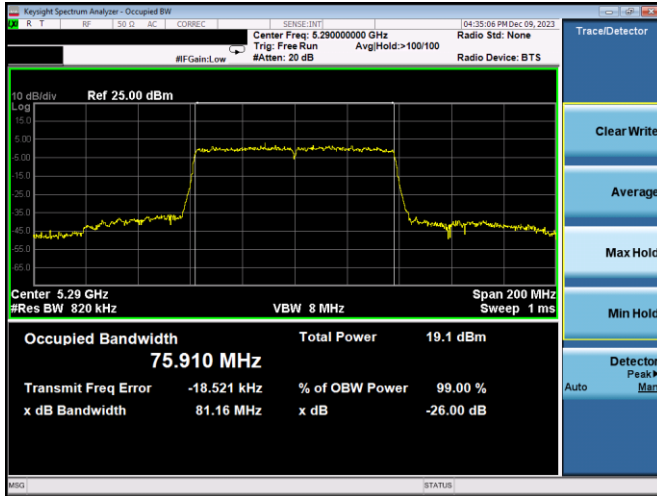 Keysight Spectrum Analyzer - Occupied BW
R T RF 50 Ω AC CORREC SENSE:INT 04:35:06 PM Dec 09, 2023
Center Freq: 5.290000000 GHz Radio Std: None
Trig: Free Run Avg|Hold:>100/100
#IFGain:Low #Atten: 20 dB Radio Device: BTS
Trace/Detector
10 dB/div Ref 25.00 dBm
Log
15.0
5.00
-5.00
-15.0
-25.0
-35.0
-45.0
-55.0
-65.0
Clear Write
Average
Max Hold
Min Hold
Center 5.29 GHz Span 200 MHz
#Res BW 820 kHz VBW 8 MHz Sweep 1 ms
Occupied Bandwidth Total Power 19.1 dBm
75.910 MHz
Transmit Freq Error -18.521 kHz % of OBW Power 99.00 %
x dB Bandwidth 81.16 MHz x dB -26.00 dB
Detector
Peak
Auto Man
MSG STATUS